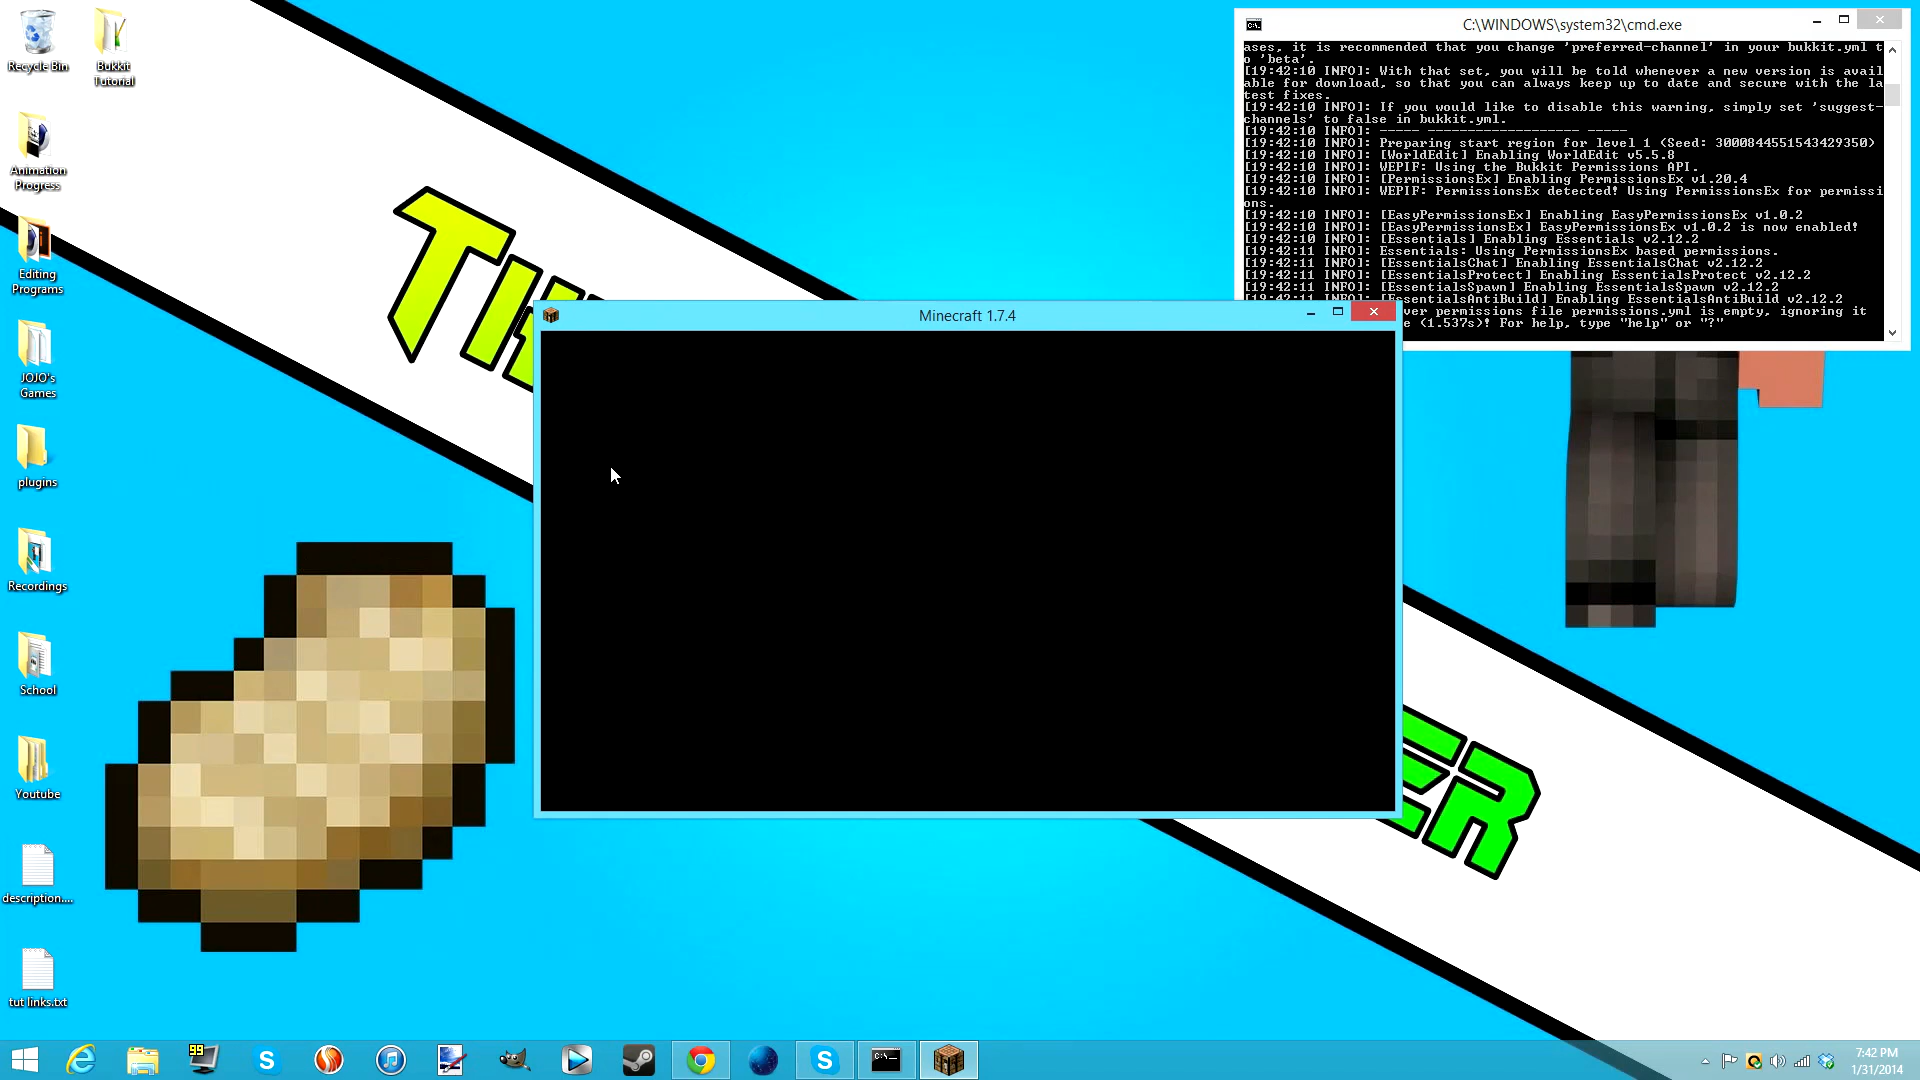 Recycle Bin
Bukkit
Tutorial
Animation
Progress
Editing
Programs
JOJO's
Games
plugins
Recordings
School
Youtube
description....
tut links.txt
C:\WINDOWS\system32\cmd.exe
ases, it is recommended that you change 'preferred-channel' in your bukkit.yml t
o 'beta'.
[19:42:10 INFO]: With that set, you will be told whenever a new version is avail
able for download, so that you can always keep up to date and secure with the la
test fixes.
[19:42:10 INFO]: If you would like to disable this warning, simply set 'suggest-
channels' to false in bukkit.yml.
[19:42:10 INFO]: ----- ------------------- -----
[19:42:10 INFO]: Preparing start region for level 1 (Seed: 3000844551543429350)
[19:42:10 INFO]: [WorldEdit] Enabling WorldEdit v5.5.8
[19:42:10 INFO]: WEPIF: Using the Bukkit Permissions API.
[19:42:10 INFO]: [PermissionsEx] Enabling PermissionsEx v1.20.4
[19:42:10 INFO]: WEPIF: PermissionsEx detected! Using PermissionsEx for permissi
ons.
[19:42:10 INFO]: [EasyPermissionsEx] Enabling EasyPermissionsEx v1.0.2
[19:42:10 INFO]: [EasyPermissionsEx] EasyPermissionsEx v1.0.2 is now enabled!
[19:42:10 INFO]: [Essentials] Enabling Essentials v2.12.2
[19:42:11 INFO]: Essentials: Using PermissionsEx based permissions.
[19:42:11 INFO]: [EssentialsChat] Enabling EssentialsChat v2.12.2
[19:42:11 INFO]: [EssentialsProtect] Enabling EssentialsProtect v2.12.2
[19:42:11 INFO]: [EssentialsSpawn] Enabling EssentialsSpawn v2.12.2
[19:42:11 INFO]: [EssentialsAntiBuild] Enabling EssentialsAntiBuild v2.12.2
ver permissions file permissions.yml is empty, ignoring it
e (1.537s)! For help, type "help" or "?"
Minecraft 1.7.4
ER
99
7:42 PM
1/31/2014